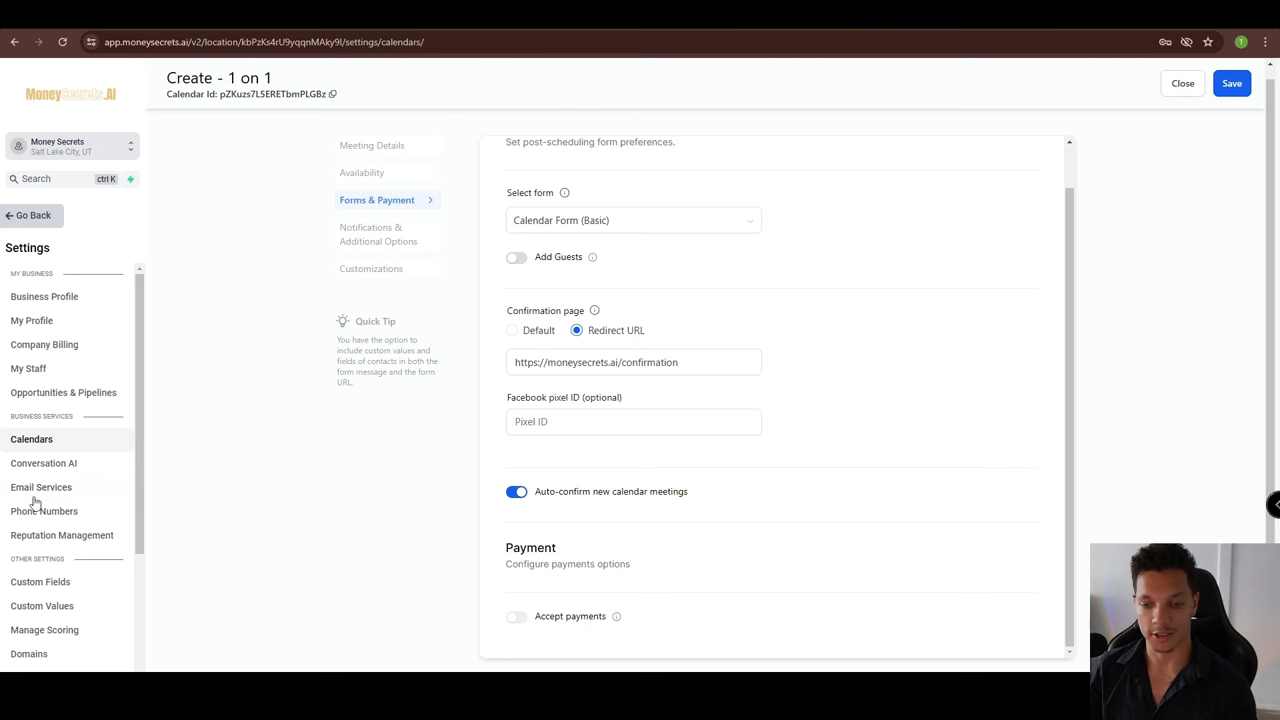 app.moneysecrets.ai/v2/location/kbPzKs4rU9yqqnMAky9l/settings/calendars/
T
MoneySecrets.AI
Money Secrets
Salt Lake City, UT
Search
ctrl K
Go Back
Settings
MY BUSINESS
Business Profile
My Profile
Company Billing
My Staff
Opportunities & Pipelines
BUSINESS SERVICES
Calendars
Conversation AI
Email Services
Phone Numbers
Reputation Management
OTHER SETTINGS
Custom Fields
Custom Values
Manage Scoring
Domains
Create - 1 on 1
Calendar Id: pZKuzs7L5ERETbmPLGBz
Close
Save
Meeting Details
Availability
Forms & Payment
Notifications &
Additional Options
Customizations
Quick Tip
You have the option to
include custom values and
fields of contacts in both the
form message and the form
URL.
Set post-scheduling form preferences.
Select form
Calendar Form (Basic)
Add Guests
Confirmation page
Default
Redirect URL
https://moneysecrets.ai/confirmation
Facebook pixel ID (optional)
Pixel ID
Auto-confirm new calendar meetings
Payment
Configure payments options
Accept payments